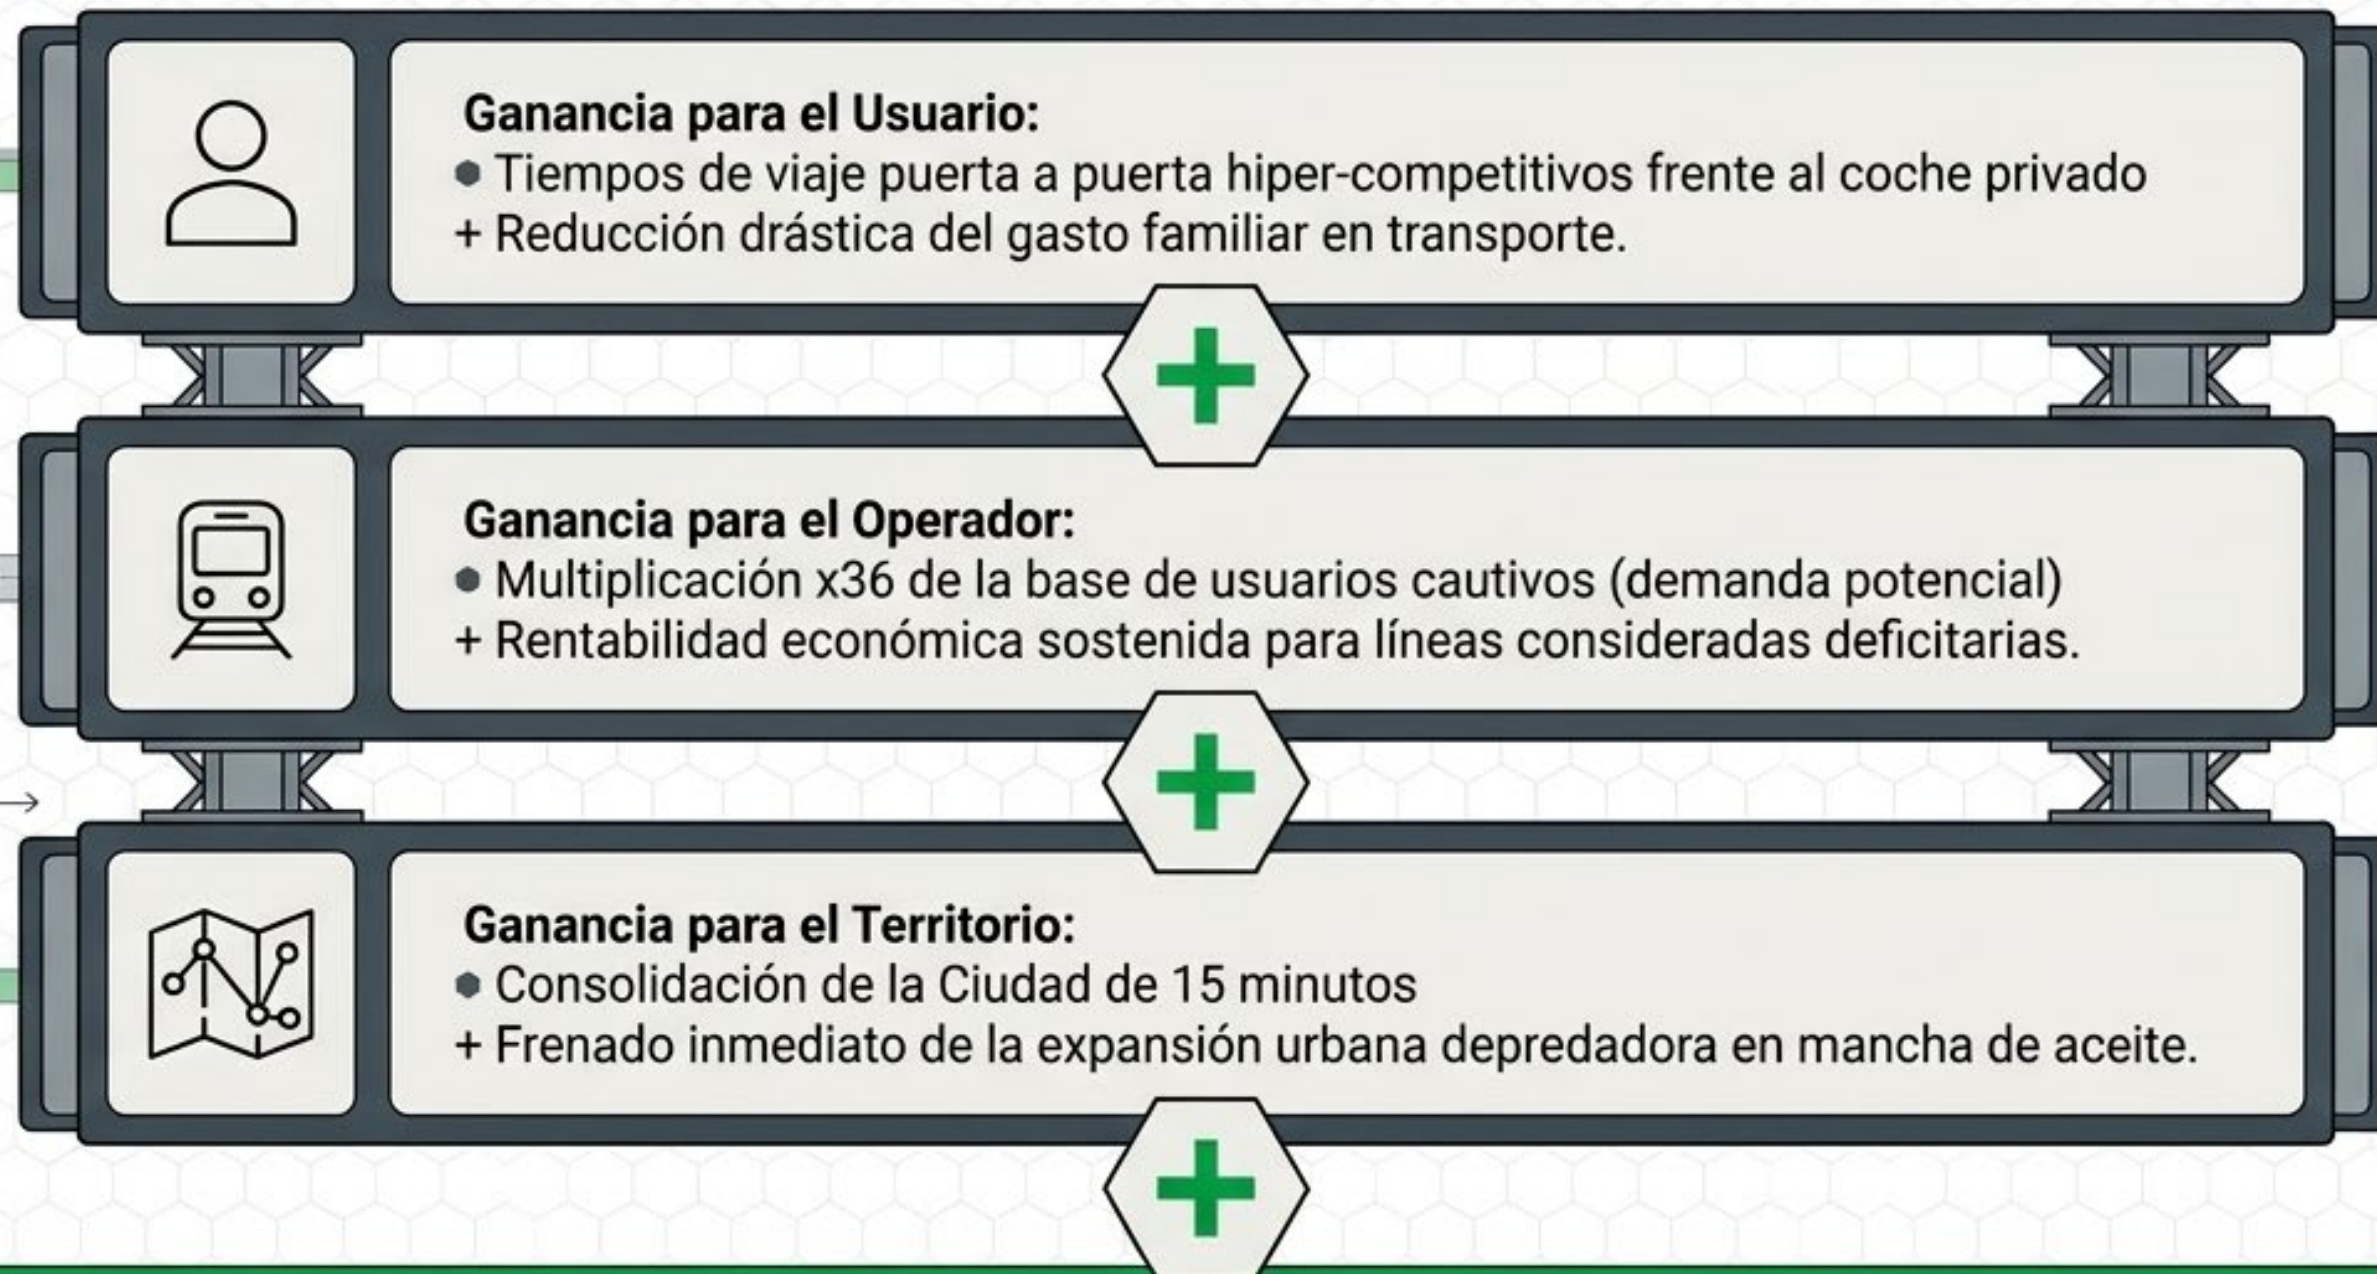 Ganancia para el Usuario:
• Tiempos de viaje puerta a puerta hiper-competitivos frente al coche privado
+ Reducción drástica del gasto familiar en transporte.
Ganancia para el Operador:
• Multiplicación x36 de la base de usuarios cautivos (demanda potencial)
+ Rentabilidad económica sostenida para líneas consideradas deficitarias.
Ganancia para el Territorio:
• Consolidación de la Ciudad de 15 minutos
+ Frenado inmediato de la expansión urbana depredadora en mancha de aceite.